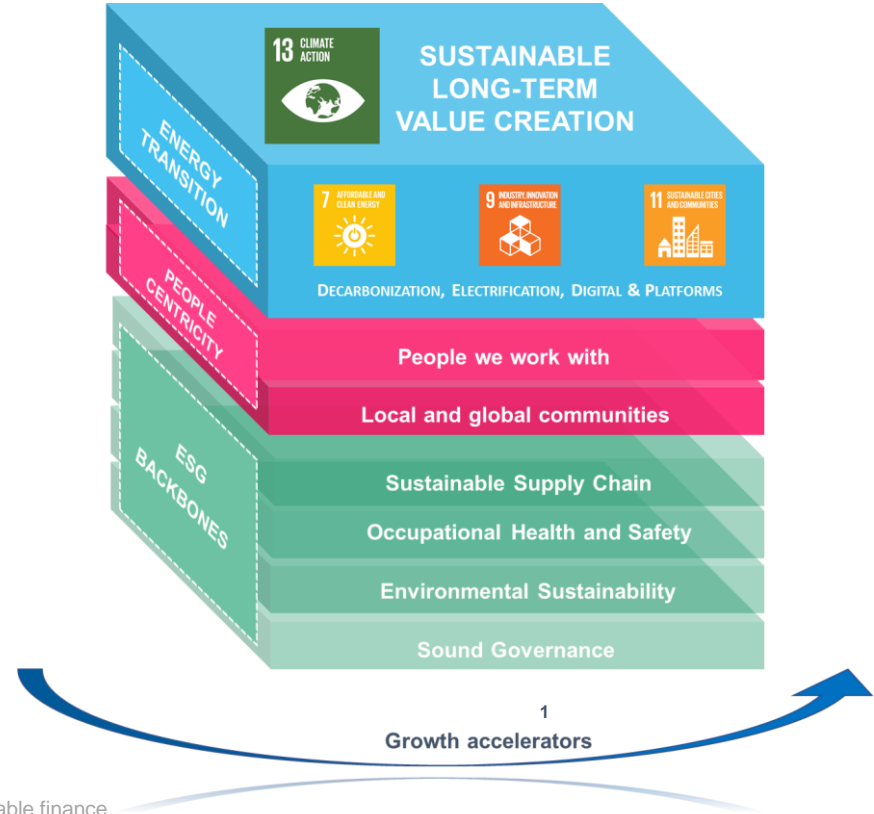 13 CLIMATE
ACTION
SUSTAINABLE
LONG-TERM
VALUE CREATION
ENERGY
TRANSITION
7 AFFORDABLE AND
CLEAN ENERGY
9 INDUSTRY, INNOVATION
AND INFRASTRUCTURE
11 SUSTAINABLE CITIES
AND COMMUNITIES
DECARBONIZATION, ELECTRIFICATION, DIGITAL & PLATFORMS
PEOPLE
CENTRICITY
People we work with
Local and global communities
ESG
BACKBONES
Sustainable Supply Chain
Occupational Health and Safety
Environmental Sustainability
Sound Governance
1
Growth accelerators
finance